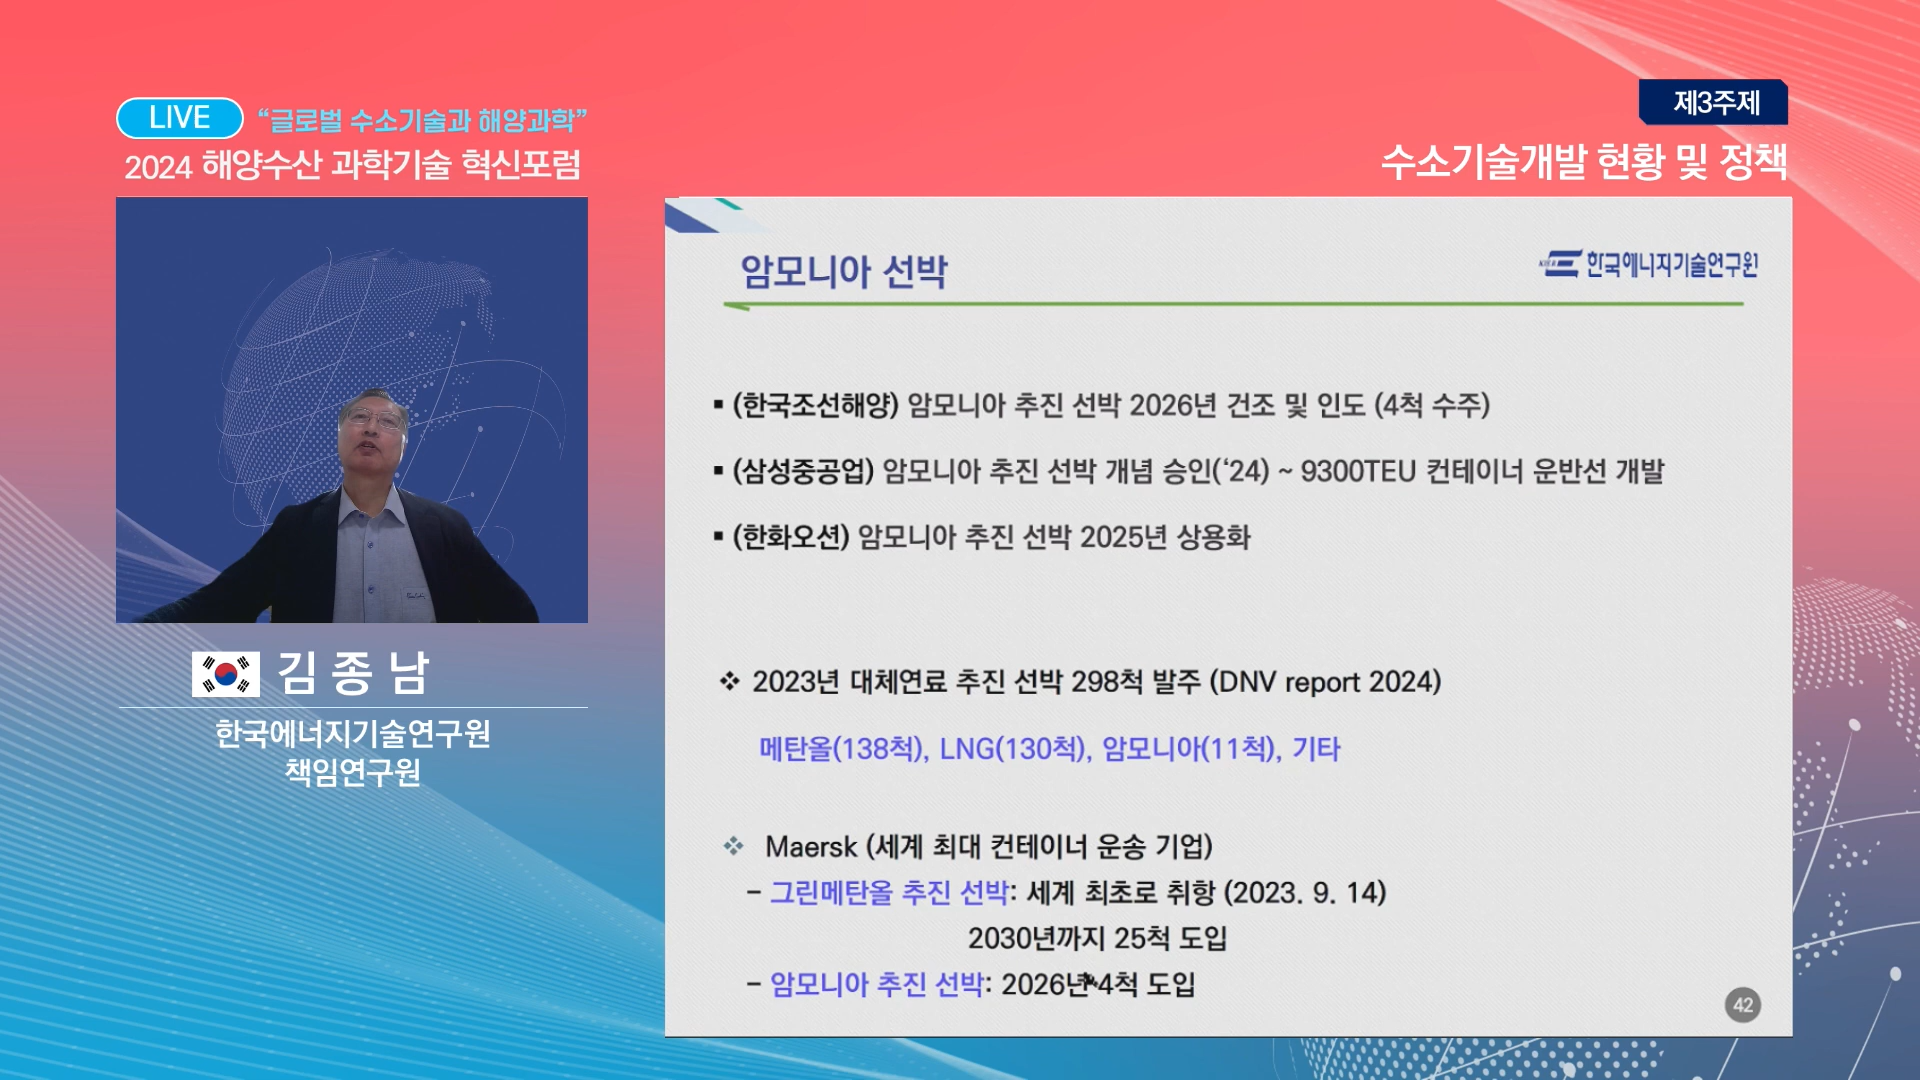 LIVE
“글로벌 수소기술과 해양과학”
2024 해양수산 과학기술 혁신포럼
제3주제
수소기술개발 현황 및 정책
김종남
한국에너지기술연구원
책임연구원
암모니아 선박
한국에너지기술연구원
▪ (한국조선해양) 암모니아 추진 선박 2026년 건조 및 인도 (4척 수주)
▪ (삼성중공업) 암모니아 추진 선박 개념 승인(‘24) ~ 9300TEU 컨테이너 운반선 개발
▪ (한화오션) 암모니아 추진 선박 2025년 상용화
❖ 2023년 대체연료 추진 선박 298척 발주 (DNV report 2024)
메탄올(138척), LNG(130척), 암모니아(11척), 기타
❖ Maersk (세계 최대 컨테이너 운송 기업)
– 그린메탄올 추진 선박: 세계 최초로 취항 (2023. 9. 14)
2030년까지 25척 도입
– 암모니아 추진 선박: 2026년 4척 도입
42